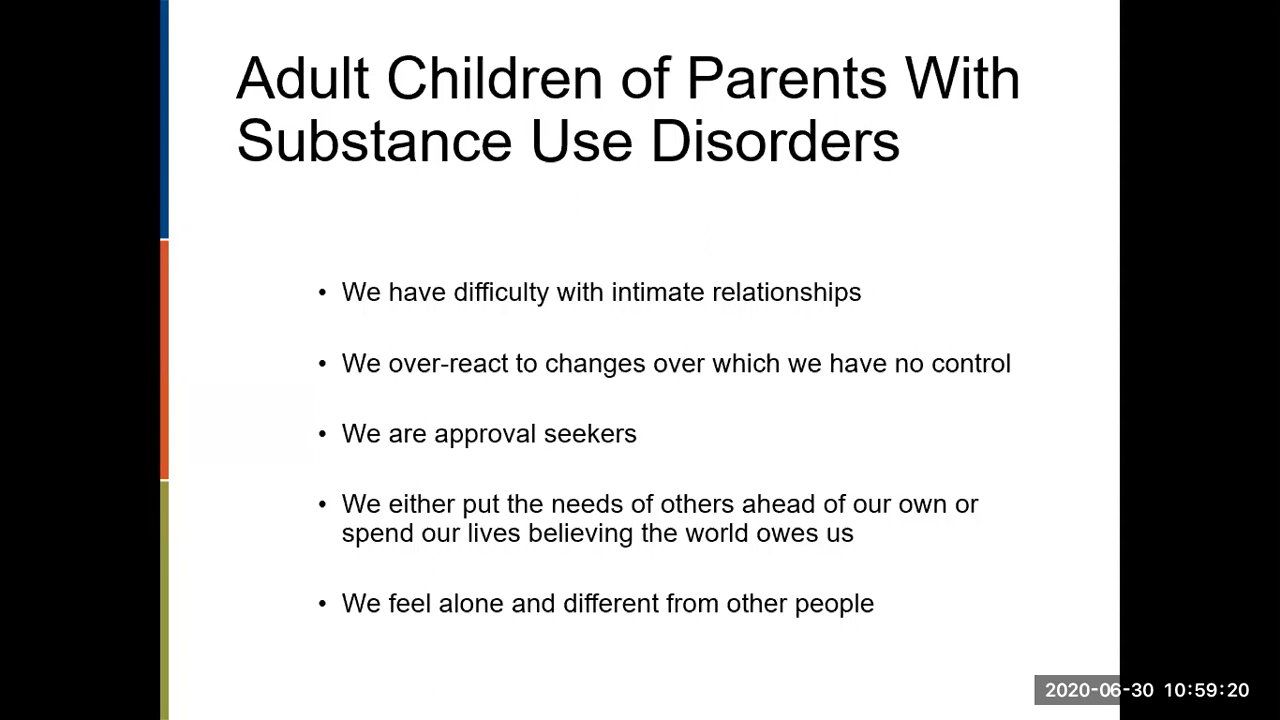 Adult Children of Parents With
Substance Use Disorders
• We have difficulty with intimate relationships
• We over-react to changes over which we have no control
• We are approval seekers
• We either put the needs of others ahead of our own or
spend our lives believing the world owes us
• We feel alone and different from other people
2020-06-30 10:59:20